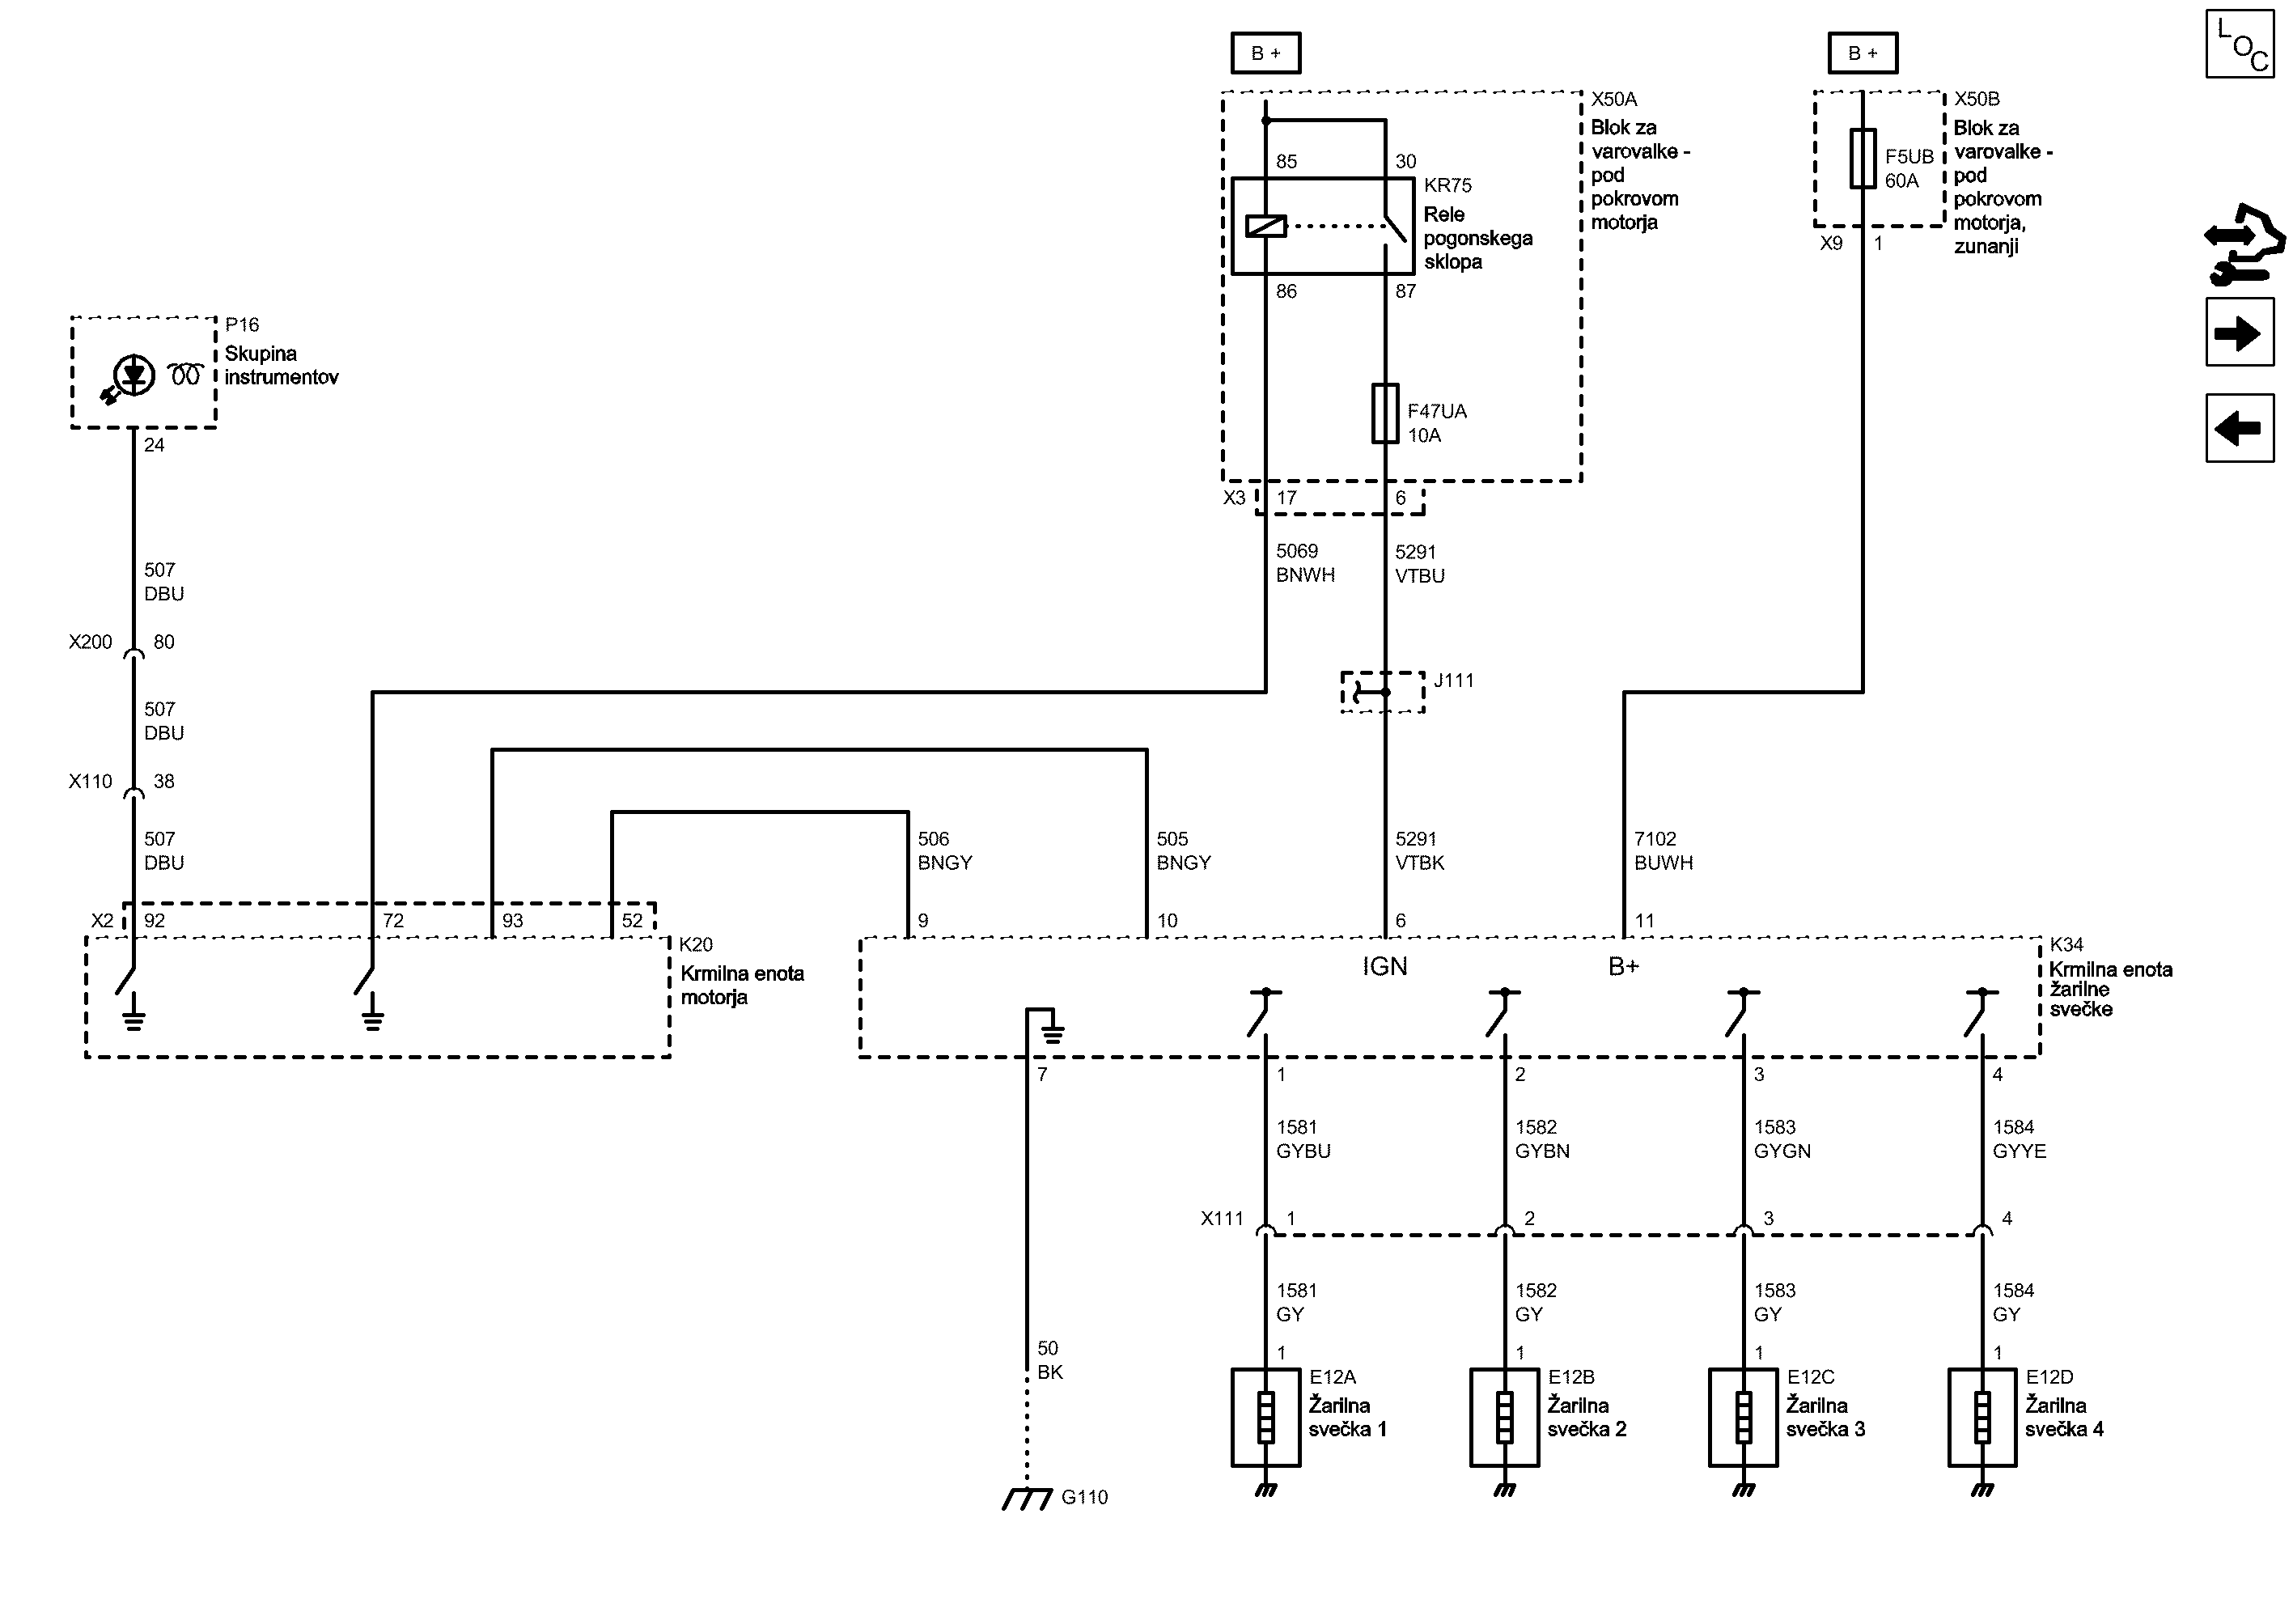 B +
B +
L
O
C
X50A
Blok za
varovalke -
pod
pokrovom
motorja
X50B
Blok za
varovalke -
pod
pokrovom
motorja,
zunanji
85
30
KR75
Rele
pogonskega
sklopa
86
87
F5UB
60A
X9
1
P16
Skupina
instrumentov
24
F47UA
10A
X3
17
6
5069
BNWH
5291
VTBU
507
DBU
X200
80
J111
507
DBU
X110
38
507
DBU
506
BNGY
505
BNGY
5291
VTBK
7102
BUWH
X2
92
72
93
52
9
10
6
11
K20
Krmilna enota
motorja
IGN
B+
K34
Krmilna enota
žarilne
svečke
7
1
2
3
4
1581
GYBU
1582
GYBN
1583
GYGN
1584
GYYE
X111
1
2
3
4
1581
GY
1582
GY
1583
GY
1584
GY
50
BK
1
1
1
1
E12A
Žarilna
svečka 1
E12B
Žarilna
svečka 2
E12C
Žarilna
svečka 3
E12D
Žarilna
svečka 4
G110